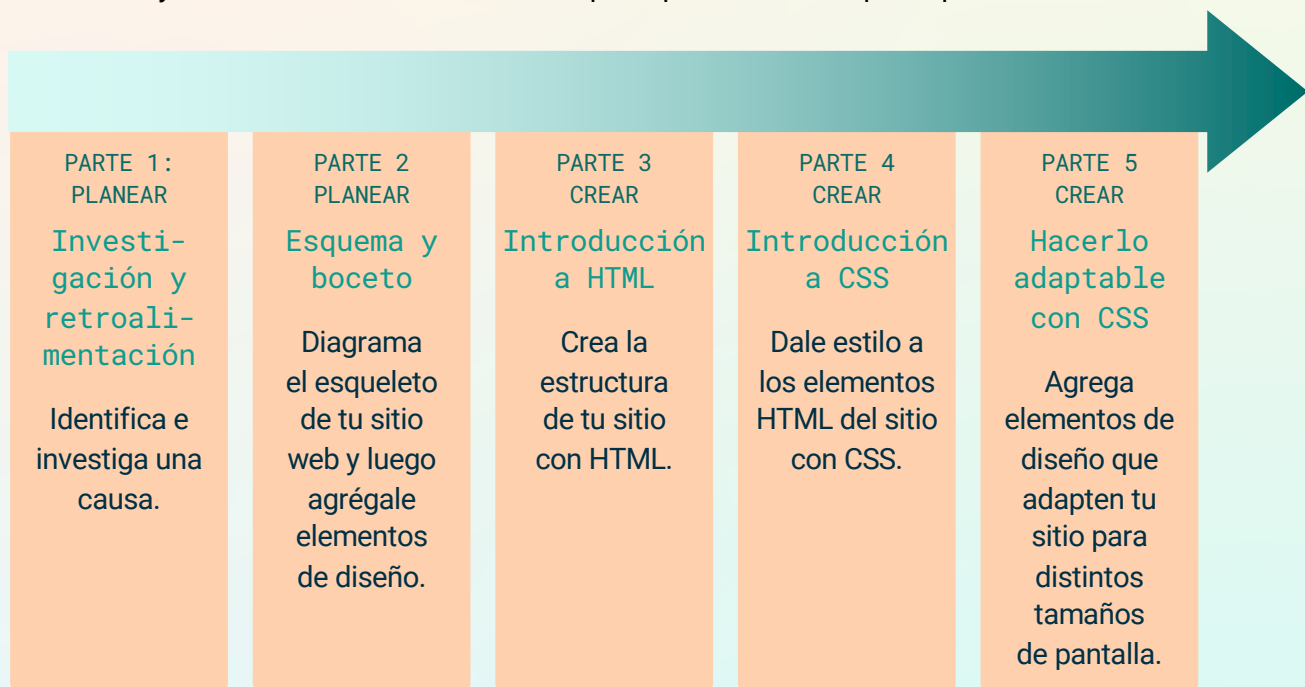 PARTE 1:
PLANEAR
Investi-
gación y
retroali-
mentación
Identifica e
investiga una
causa.
PARTE 2
PLANEAR
Esquema y
boceto
Diagrama
el esqueleto
de tu sitio
web y luego
agrégale
elementos
de diseño.
PARTE 3
CREAR
Introducción
a HTML
Crea la
estructura
de tu sitio
con HTML.
PARTE 4
CREAR
Introducción
a CSS
Dale estilo a
los elementos
HTML del sitio
con CSS.
PARTE 5
CREAR
Hacerlo
adaptable
con CSS
Agrega
elementos de
diseño que
adapten tu
sitio para
distintos
tamaños
de pantalla.